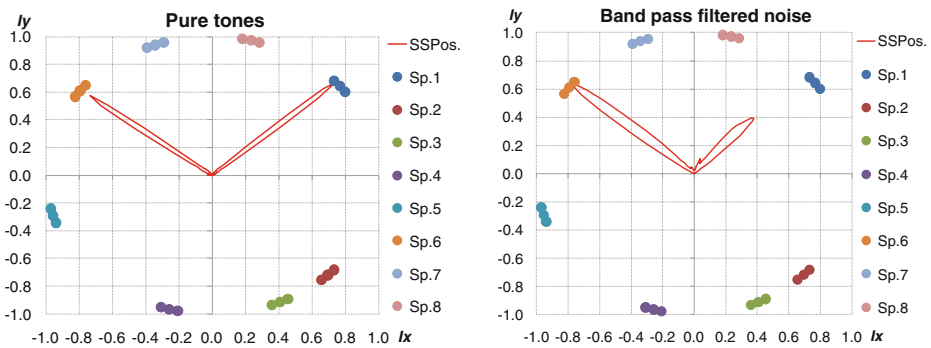 Pure tones
ly
1.0
0.8
0.6
0.4
0.2
0.0
-0.2
-0.4
-0.6
-0.8
-1.0
-1.0 -0.8 -0.6 -0.4 -0.2 0.0 0.2 0.4 0.6 0.8 1.0
lx
SSPos.
Sp.1
Sp.2
Sp.3
Sp.4
Sp.5
Sp.6
Sp.7
Sp.8
Band pass filtered noise
ly
1.0
0.8
0.6
0.4
0.2
0.0
-0.2
-0.4
-0.6
-0.8
-1.0
-1.0 -0.8 -0.6 -0.4 -0.2 0.0 0.2 0.4 0.6 0.8 1.0
lx
SSPos.
Sp.1
Sp.2
Sp.3
Sp.4
Sp.5
Sp.6
Sp.7
Sp.8